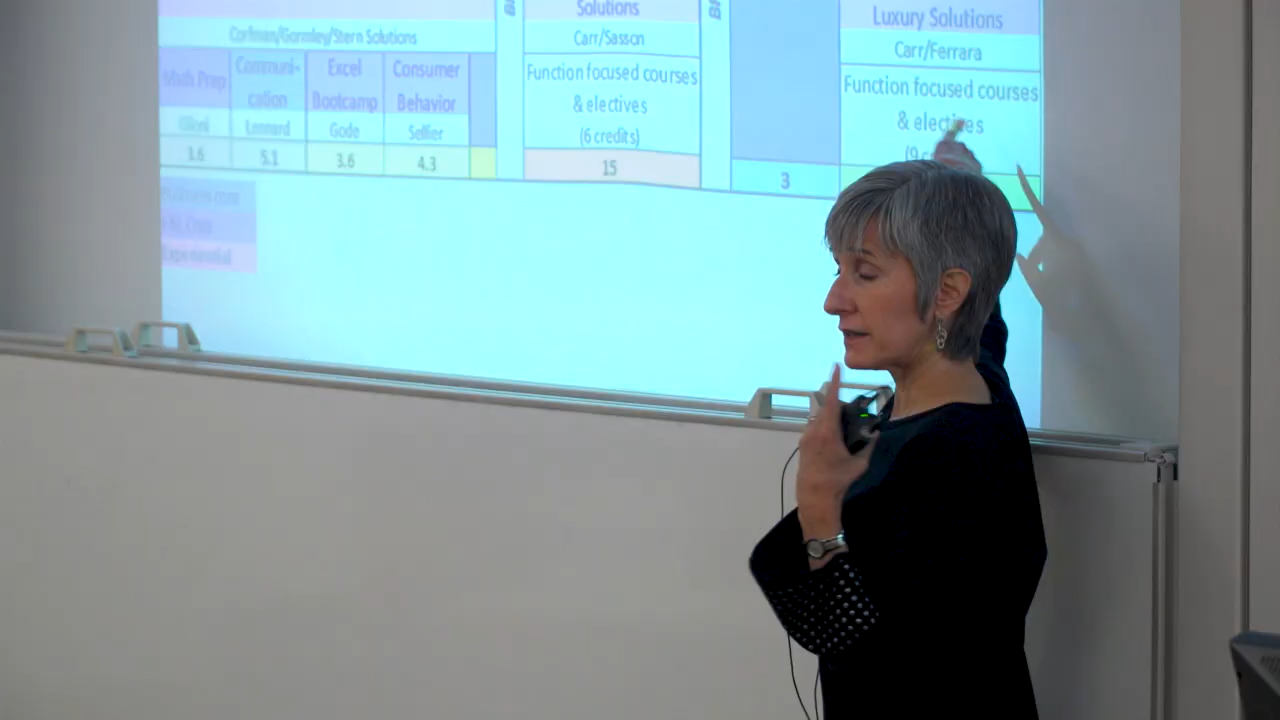 Solutions
Luxury Solutions
Corfman/Gormley/Stern Solutions
Carr/Sasson
Carr/Ferrara
Math Prep
Communi-
cation
Excel
Bootcamp
Consumer
Behavior
Function focused courses
& electives
(6 credits)
Function focused courses
& electives
(9
Lennard
Gode
Sellier
3.6
5.1
3.6
4.3
15
3